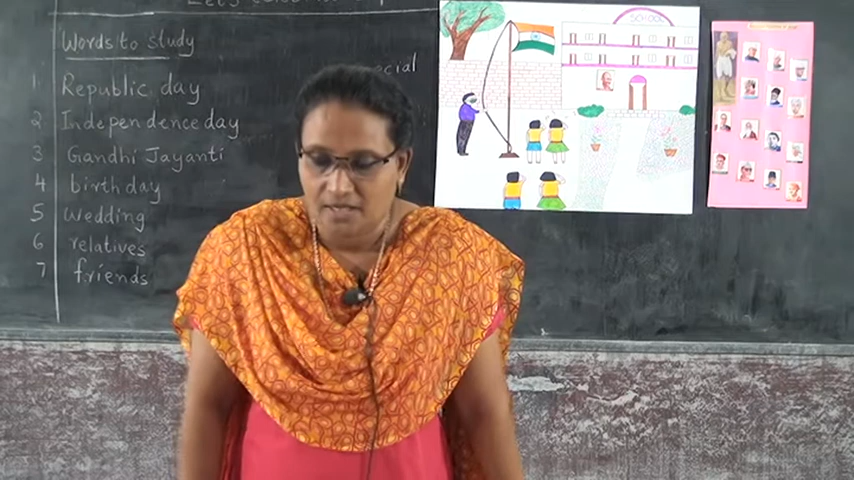 Let's
Words to study
1 Republic day
2 Independence day
3 Gandhi Jayanti
4 birthday
5 Wedding
6 relatives
7 friends
SCHOOL